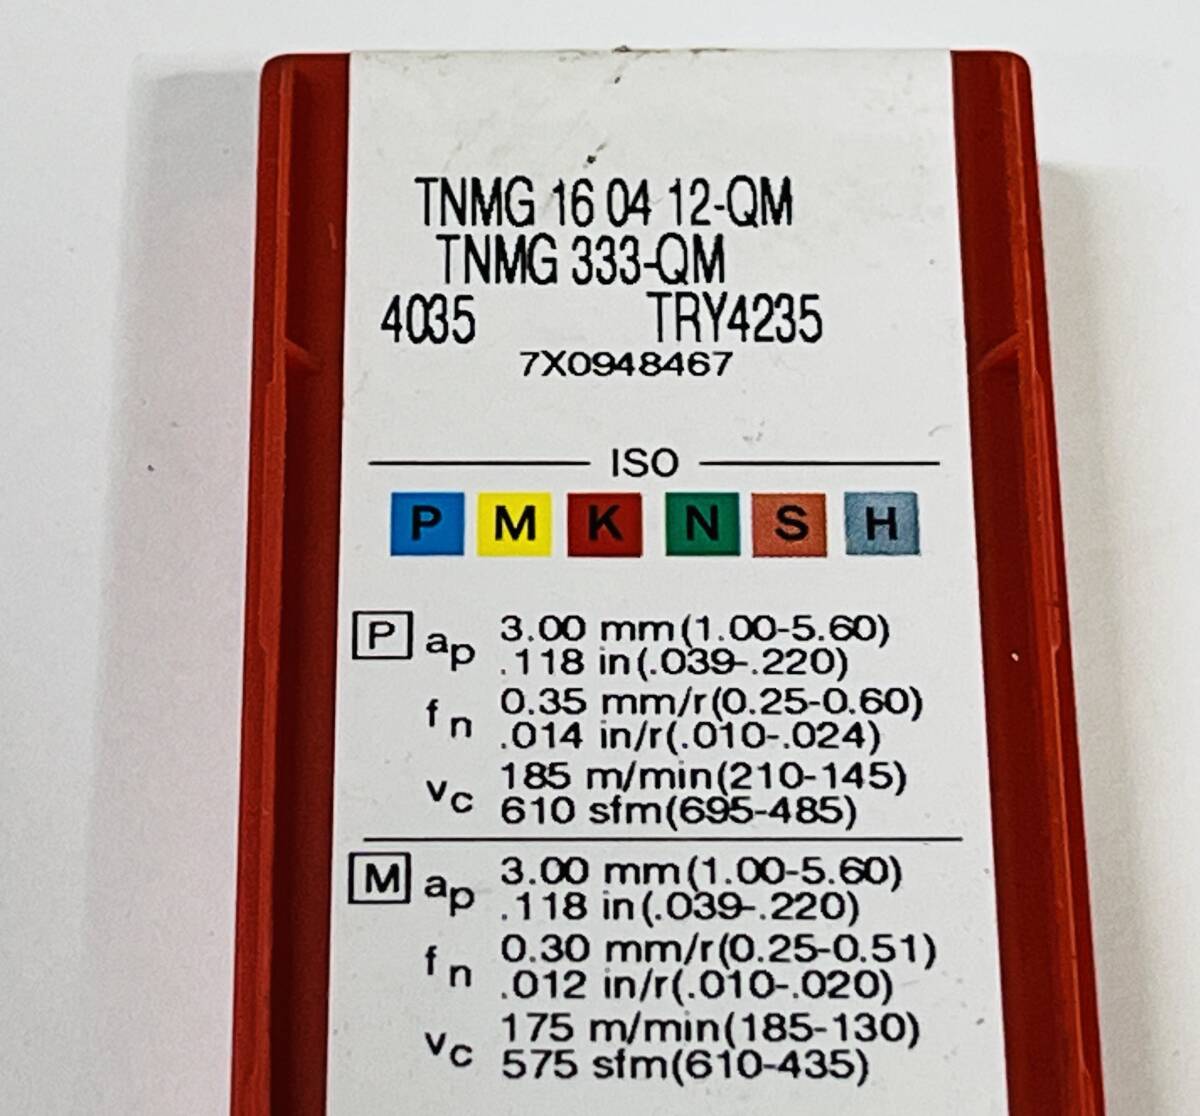 TNMG 16 04 12-QM
TNMG 333-QM
4035 TRY4235
7X0948467
ISO
P M K N S H
P ap 3.00 mm(1.00-5.60)
.118 in(.039-.220)
fn 0.35 mm/r(0.25-0.60)
.014 in/r(.010-.024)
vc 185 m/min(210-145)
610 sfm(695-485)
M ap 3.00 mm(1.00-5.60)
.118 in(.039-.220)
fn 0.30 mm/r(0.25-0.51)
.012 in/r(.010-.020)
vc 175 m/min(185-130)
575 sfm(610-435)